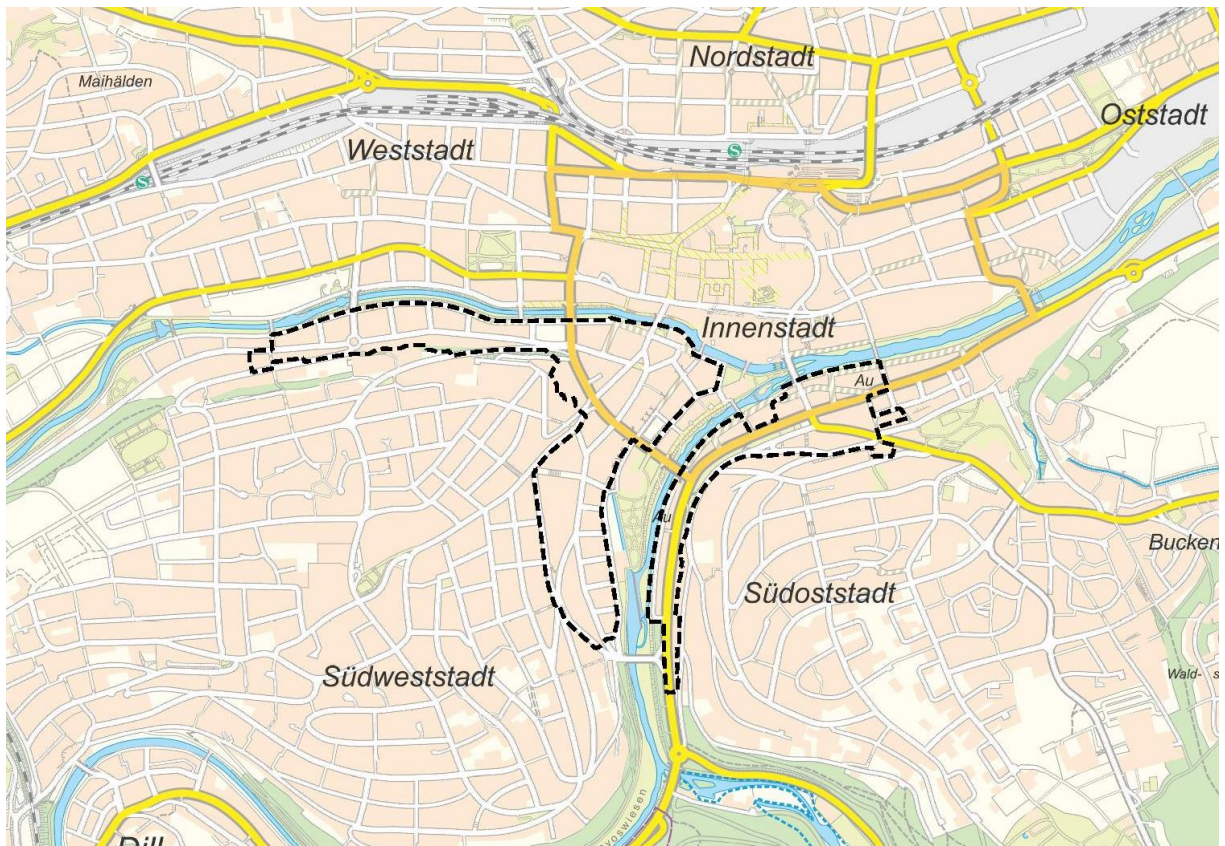 Nordstadt
Maihälden
Oststadt
Weststadt
S
S
Innenstadt
Au
Au
Bucken
Südoststadt
Südweststadt
Wald- s
Dill